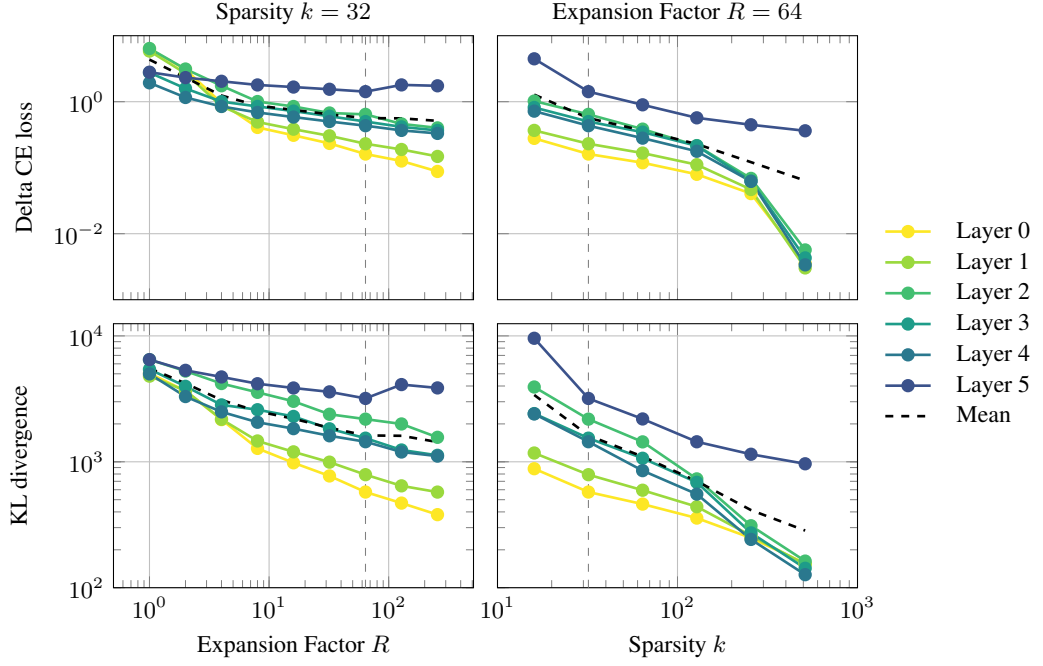 Sparsity k = 32
Expansion Factor R = 64
Delta CE loss
10^0
10^{-2}
KL divergence
10^4
10^3
10^2
10^0 10^1 10^2
Expansion Factor R
10^1 10^2 10^3
Sparsity k
Layer 0
Layer 1
Layer 2
Layer 3
Layer 4
Layer 5
Mean